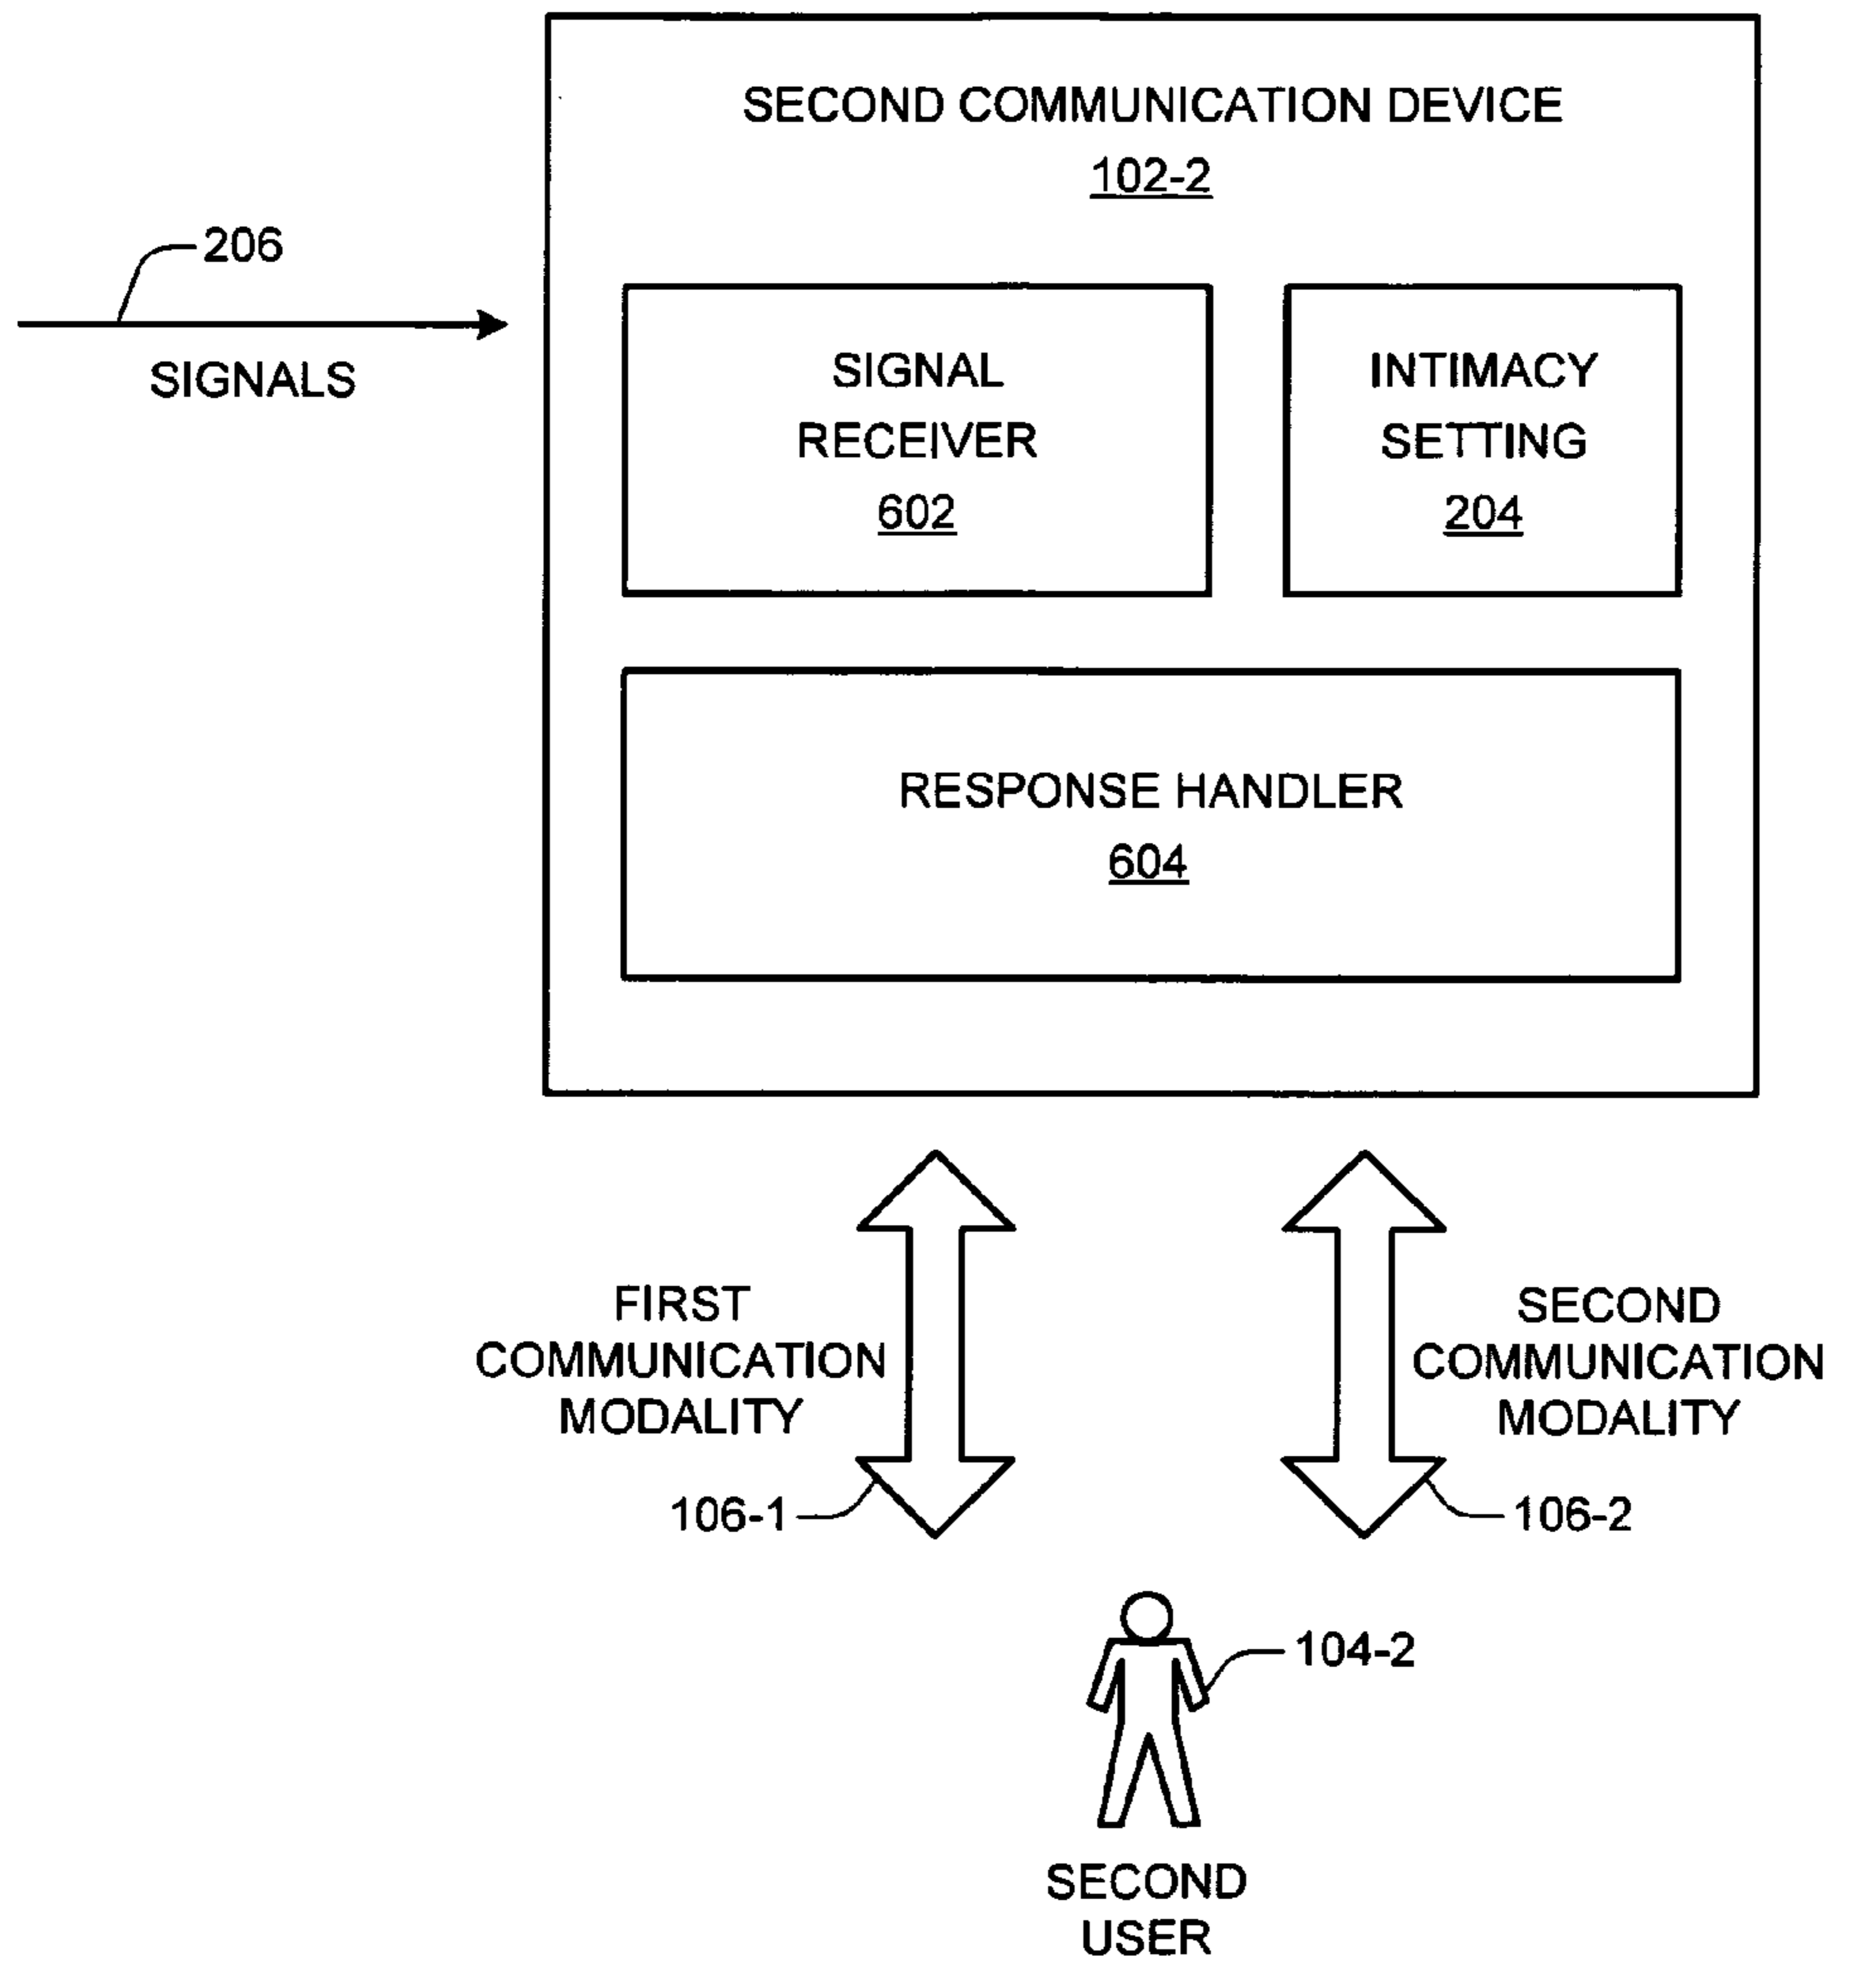 SECOND COMMUNICATION DEVICE
102-2
206
SIGNALS
SIGNAL
RECEIVER
602
INTIMACY
SETTING
204
RESPONSE HANDLER
604
FIRST
COMMUNICATION
MODALITY
106-1
SECOND
COMMUNICATION
MODALITY
106-2
104-2
SECOND
USER